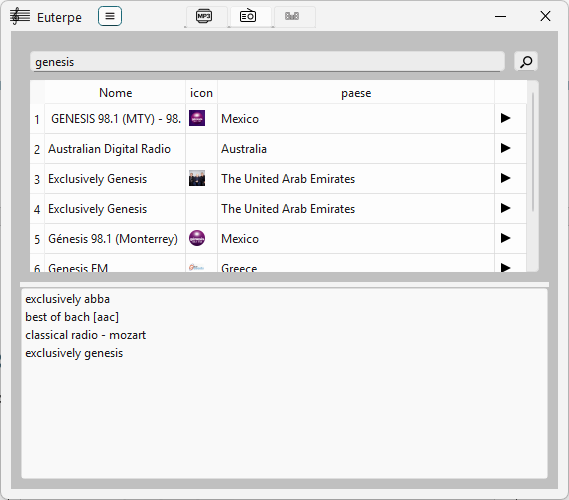 Euterpe
MP3
genesis
Nome icon paese
1 GENESIS 98.1 (MTY) - 98. Mexico
2 Australian Digital Radio Australia
3 Exclusively Genesis The United Arab Emirates
4 Exclusively Genesis The United Arab Emirates
5 Génesis 98.1 (Monterrey) Mexico
6 Genesis FM Greece
exclusively abba
best of bach [aac]
classical radio - mozart
exclusively genesis